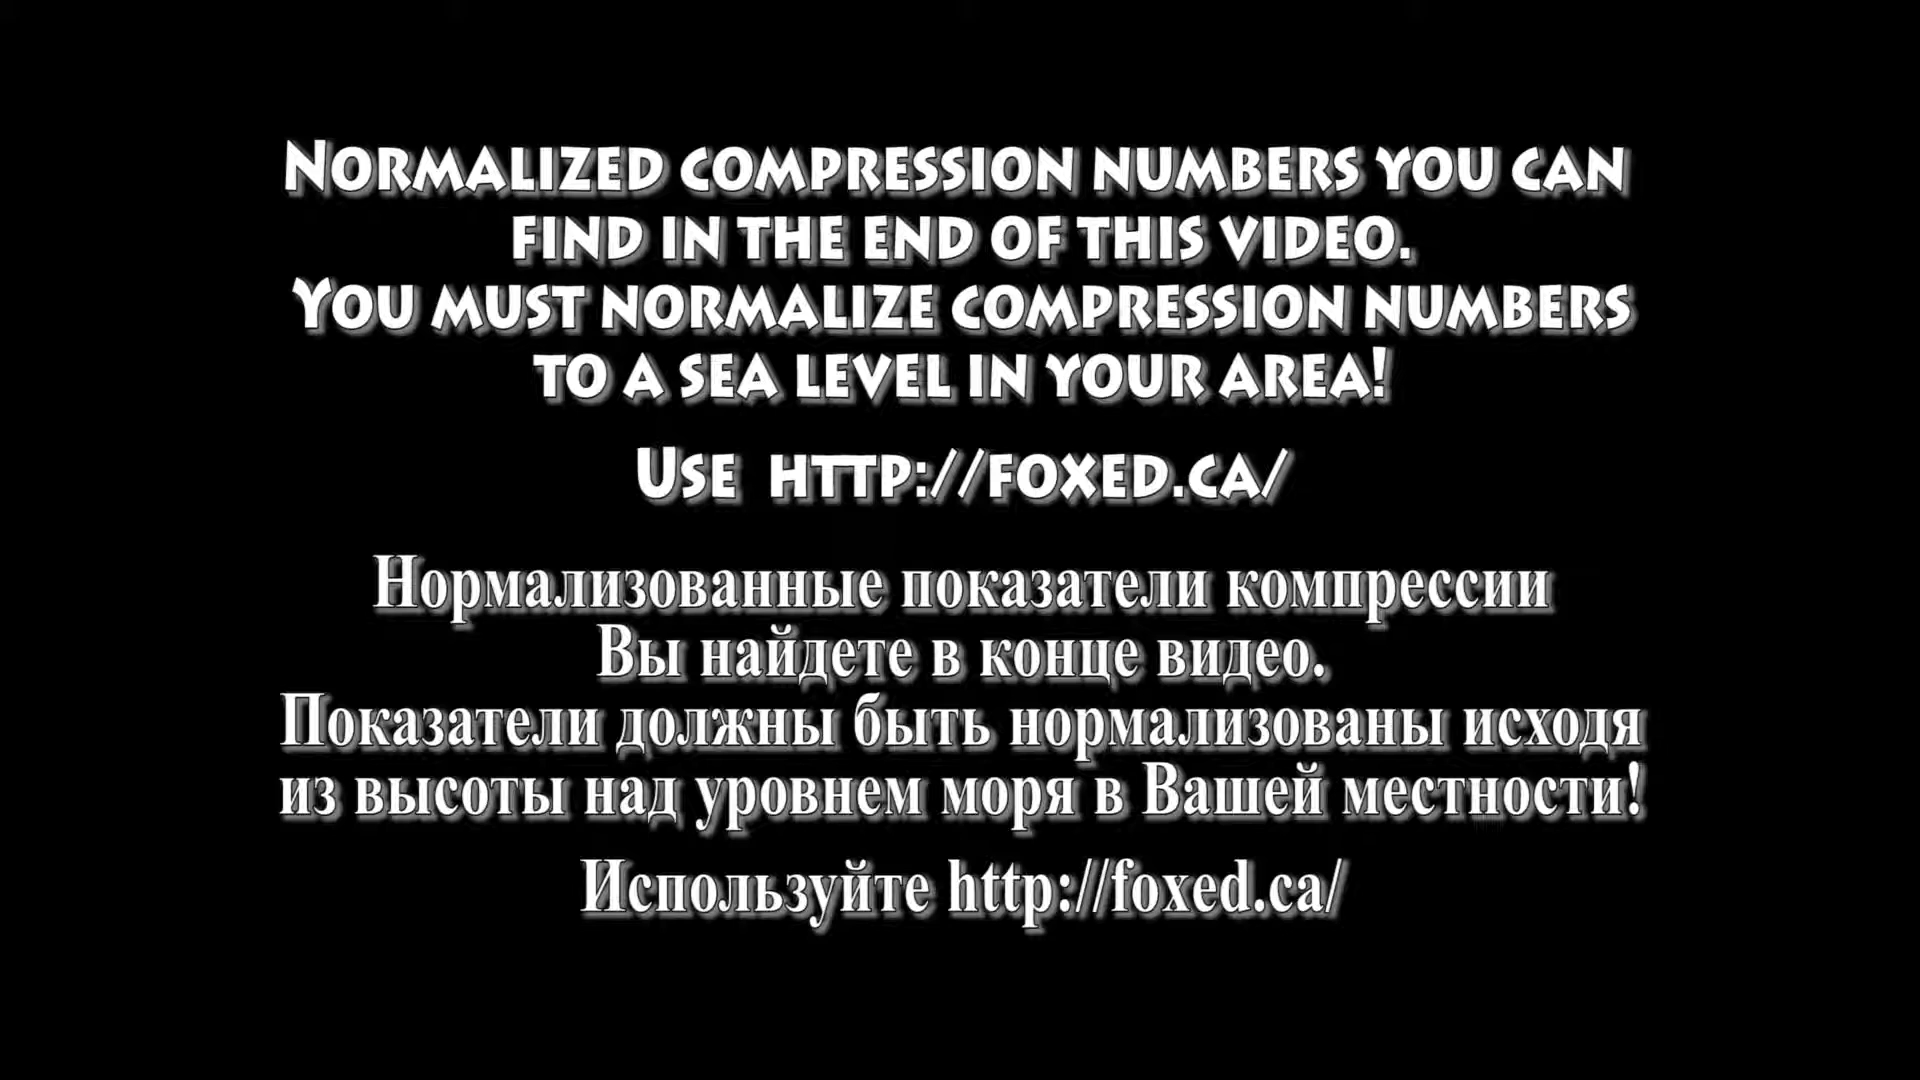 Normalized compression numbers you can
find in the end of this video.
You must normalize compression numbers
to a sea level in your area!
Use http://foxed.ca/
Нормализованные показатели компрессии
Вы найдете в конце видео.
Показатели должны быть нормализованы исходя
из высоты над уровнем моря в Вашей местности!
Используйте http://foxed.ca/